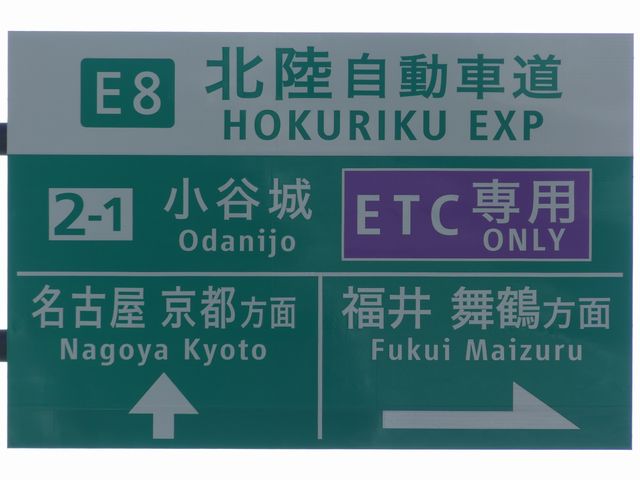 E8 北陸自動車道
HOKURIKU EXP
2-1 小谷城
Odanijo
ETC 専用
ONLY
名古屋 京都方面
Nagoya Kyoto
福井 舞鶴方面
Fukui Maizuru